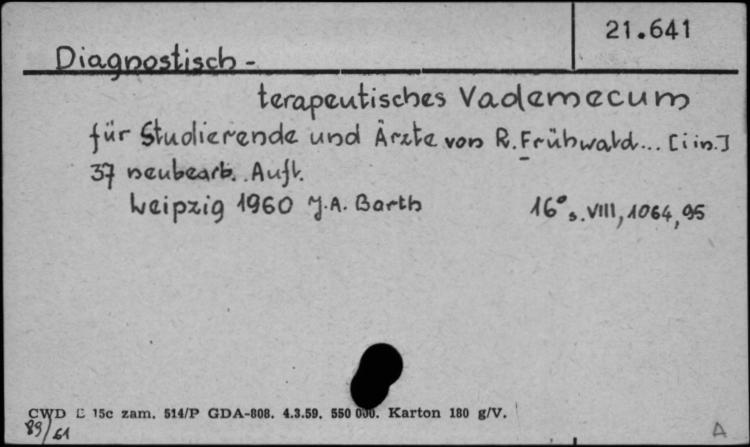 21.641
Diagnostisch-
terapeutisches Vademecum
für Studierende und Ärzte von R. Frühwald... [i in.]
37 neubearb. Aufl.
Leipzig 1960 J.A. Barth 16° s. VIII, 1064, 95
CWD E 15c zam. 514/P GDA-808. 4.3.59. 550 000. Karton 180 g/V.
89/61
A